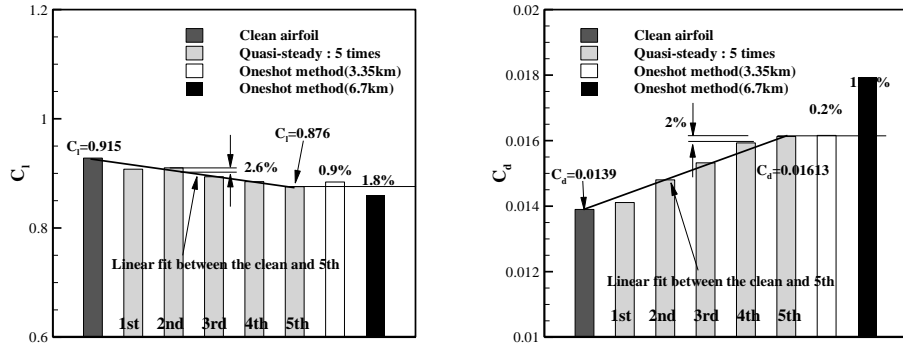 1.2
1
0.8
0.6
C_l
Clean airfoil
Quasi-steady : 5 times
Oneshot method(3.35km)
Oneshot method(6.7km)
C_l=0.915
C_l=0.876
2.6%
0.9%
1.8%
Linear fit between the clean and 5th
1st 2nd 3rd 4th 5th
0.02
0.018
0.016
0.014
0.012
0.01
C_d
Clean airfoil
Quasi-steady : 5 times
Oneshot method(3.35km)
Oneshot method(6.7km)
2%
0.2%
C_d=0.0139
C_d=0.01613
Linear fit between the clean and 5th
1st 2nd 3rd 4th 5th